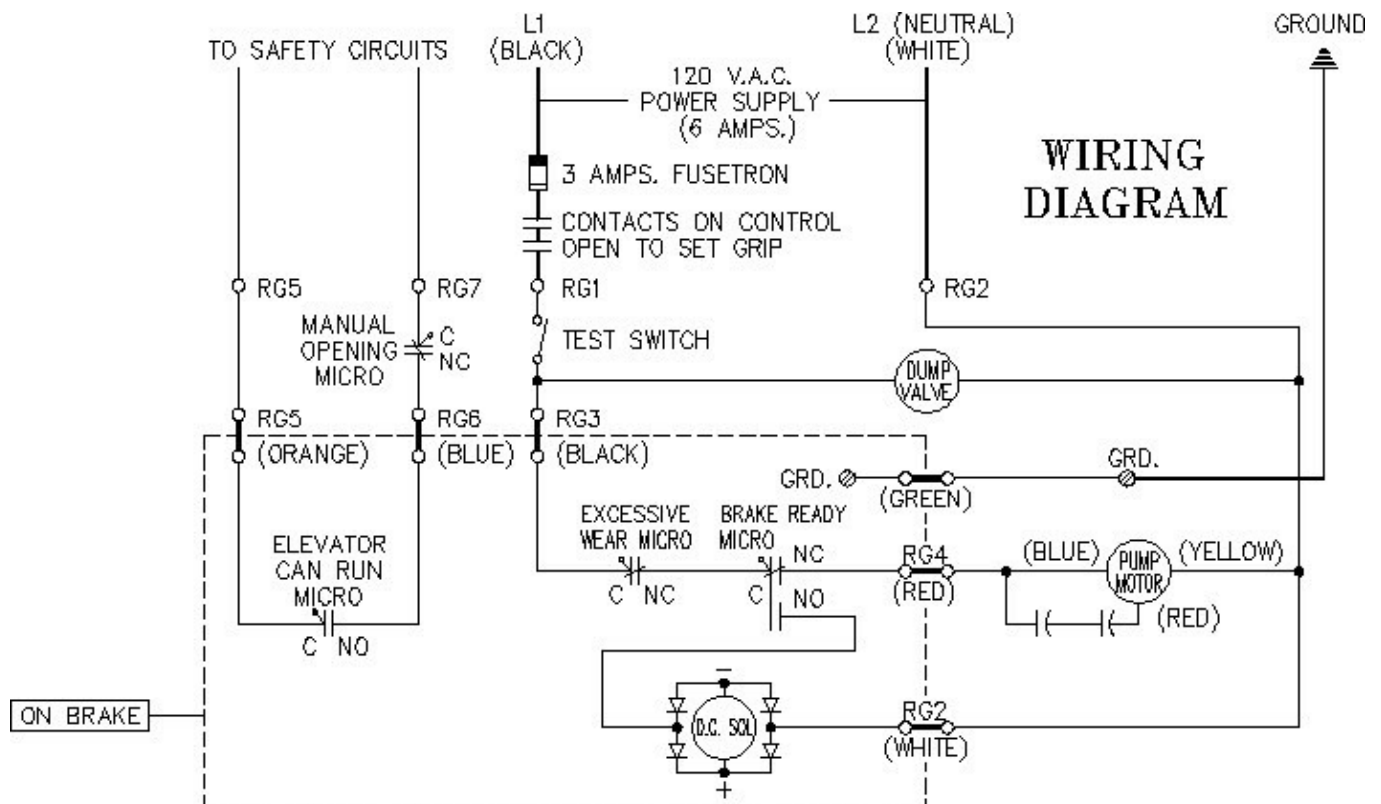 TO SAFETY CIRCUITS
L1
(BLACK)
L2 (NEUTRAL)
(WHITE)
GROUND
120 V.A.C.
POWER SUPPLY
(6 AMPS.)
WIRING
DIAGRAM
3 AMPS. FUSETRON
CONTACTS ON CONTROL
OPEN TO SET GRIP
RG5
RG7
RG1
RG2
MANUAL
OPENING
MICRO
C
NC
TEST SWITCH
DUMP
VALVE
RG5
(ORANGE)
RG6
(BLUE)
RG3
(BLACK)
GRD.
(GREEN)
GRD.
ELEVATOR
CAN RUN
MICRO
C NO
EXCESSIVE
WEAR MICRO
C NC
BRAKE READY
MICRO
NC
C
NO
RG4
(RED)
(BLUE)
PUMP
MOTOR
(YELLOW)
(RED)
ON BRAKE
-
D.C. SOL
+
RG2
(WHITE)